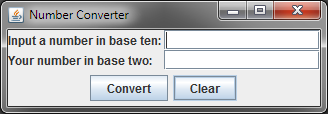 Number Converter
Input a number in base ten:
Your number in base two:
Convert Clear